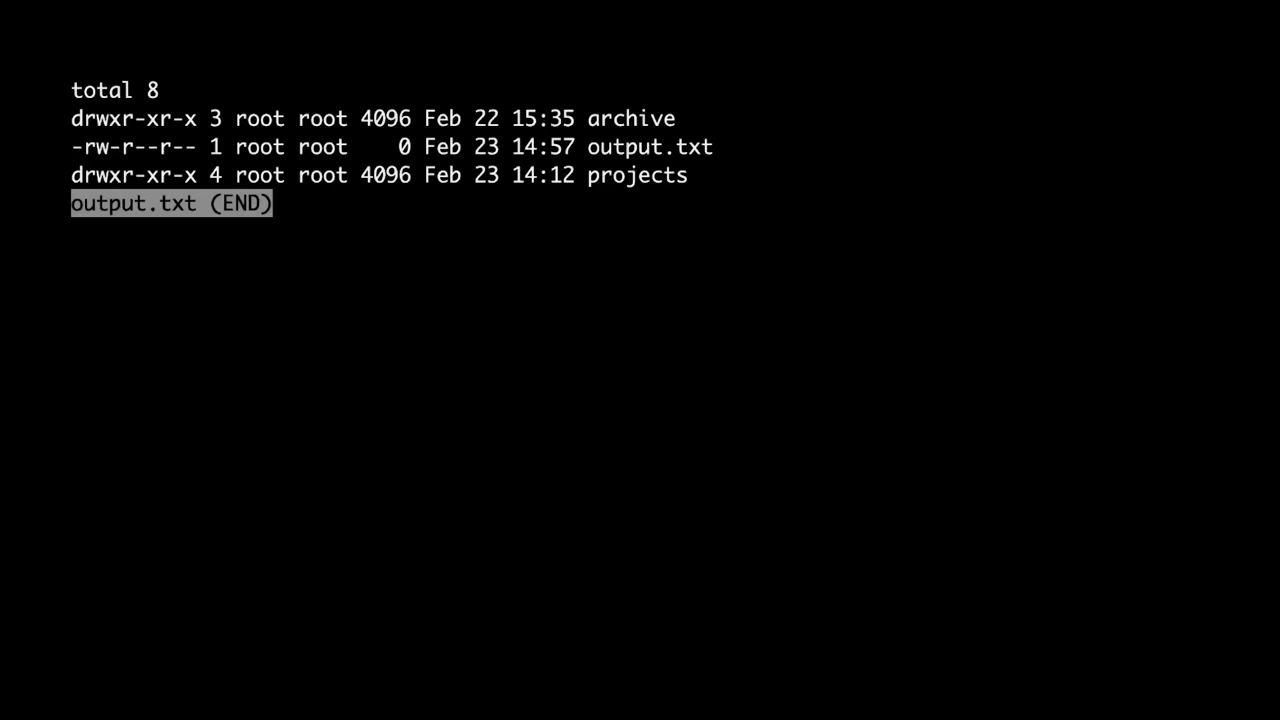 total 8
drwxr-xr-x 3 root root 4096 Feb 22 15:35 archive
-rw-r--r-- 1 root root    0 Feb 23 14:57 output.txt
drwxr-xr-x 4 root root 4096 Feb 23 14:12 projects
output.txt (END)